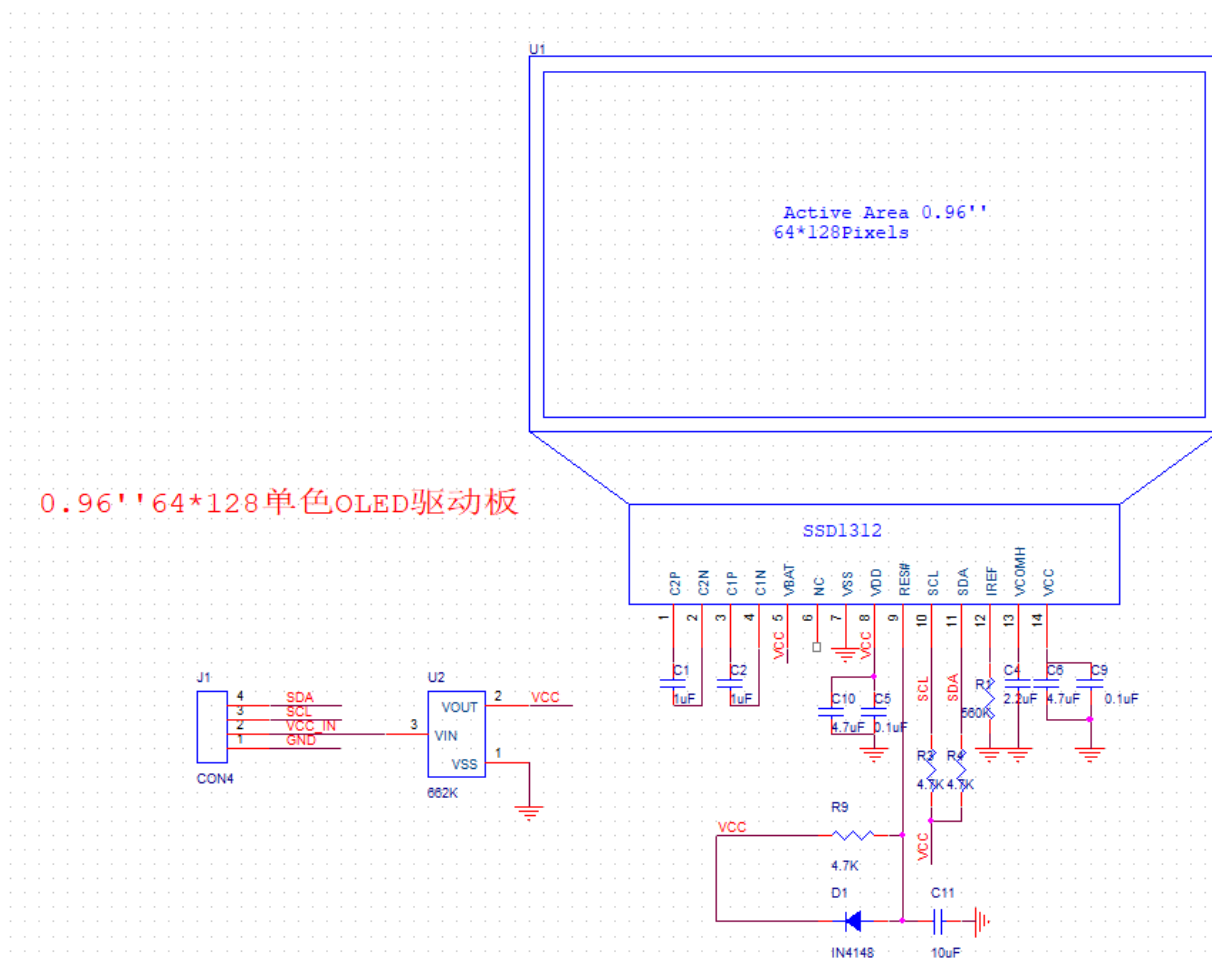 U1
Active Area 0.96''
64*128Pixels
0.96''64*128单色OLED驱动板
SSD1312
C2P
C2N
C1P
C1N
VBAT
NC
VSS
VDD
RES#
SCL
SDA
IREF
VCOMH
VCC
1
2
3
4
5
6
7
8
9
10
11
12
13
14
VCC
VCC
C1
1uF
C2
1uF
C10
4.7uF
C5
0.1uF
SCL
SDA
R1
560K
C4
2.2uF
C6
4.7uF
C9
0.1uF
J1
4
SDA
3
SCL
2
VCC_IN
1
GND
CON4
U2
VOUT
2
VCC
3
VIN
VSS
1
662K
R3
4.7K
R4
4.7K
VCC
R9
VCC
4.7K
D1
IN4148
C11
10uF